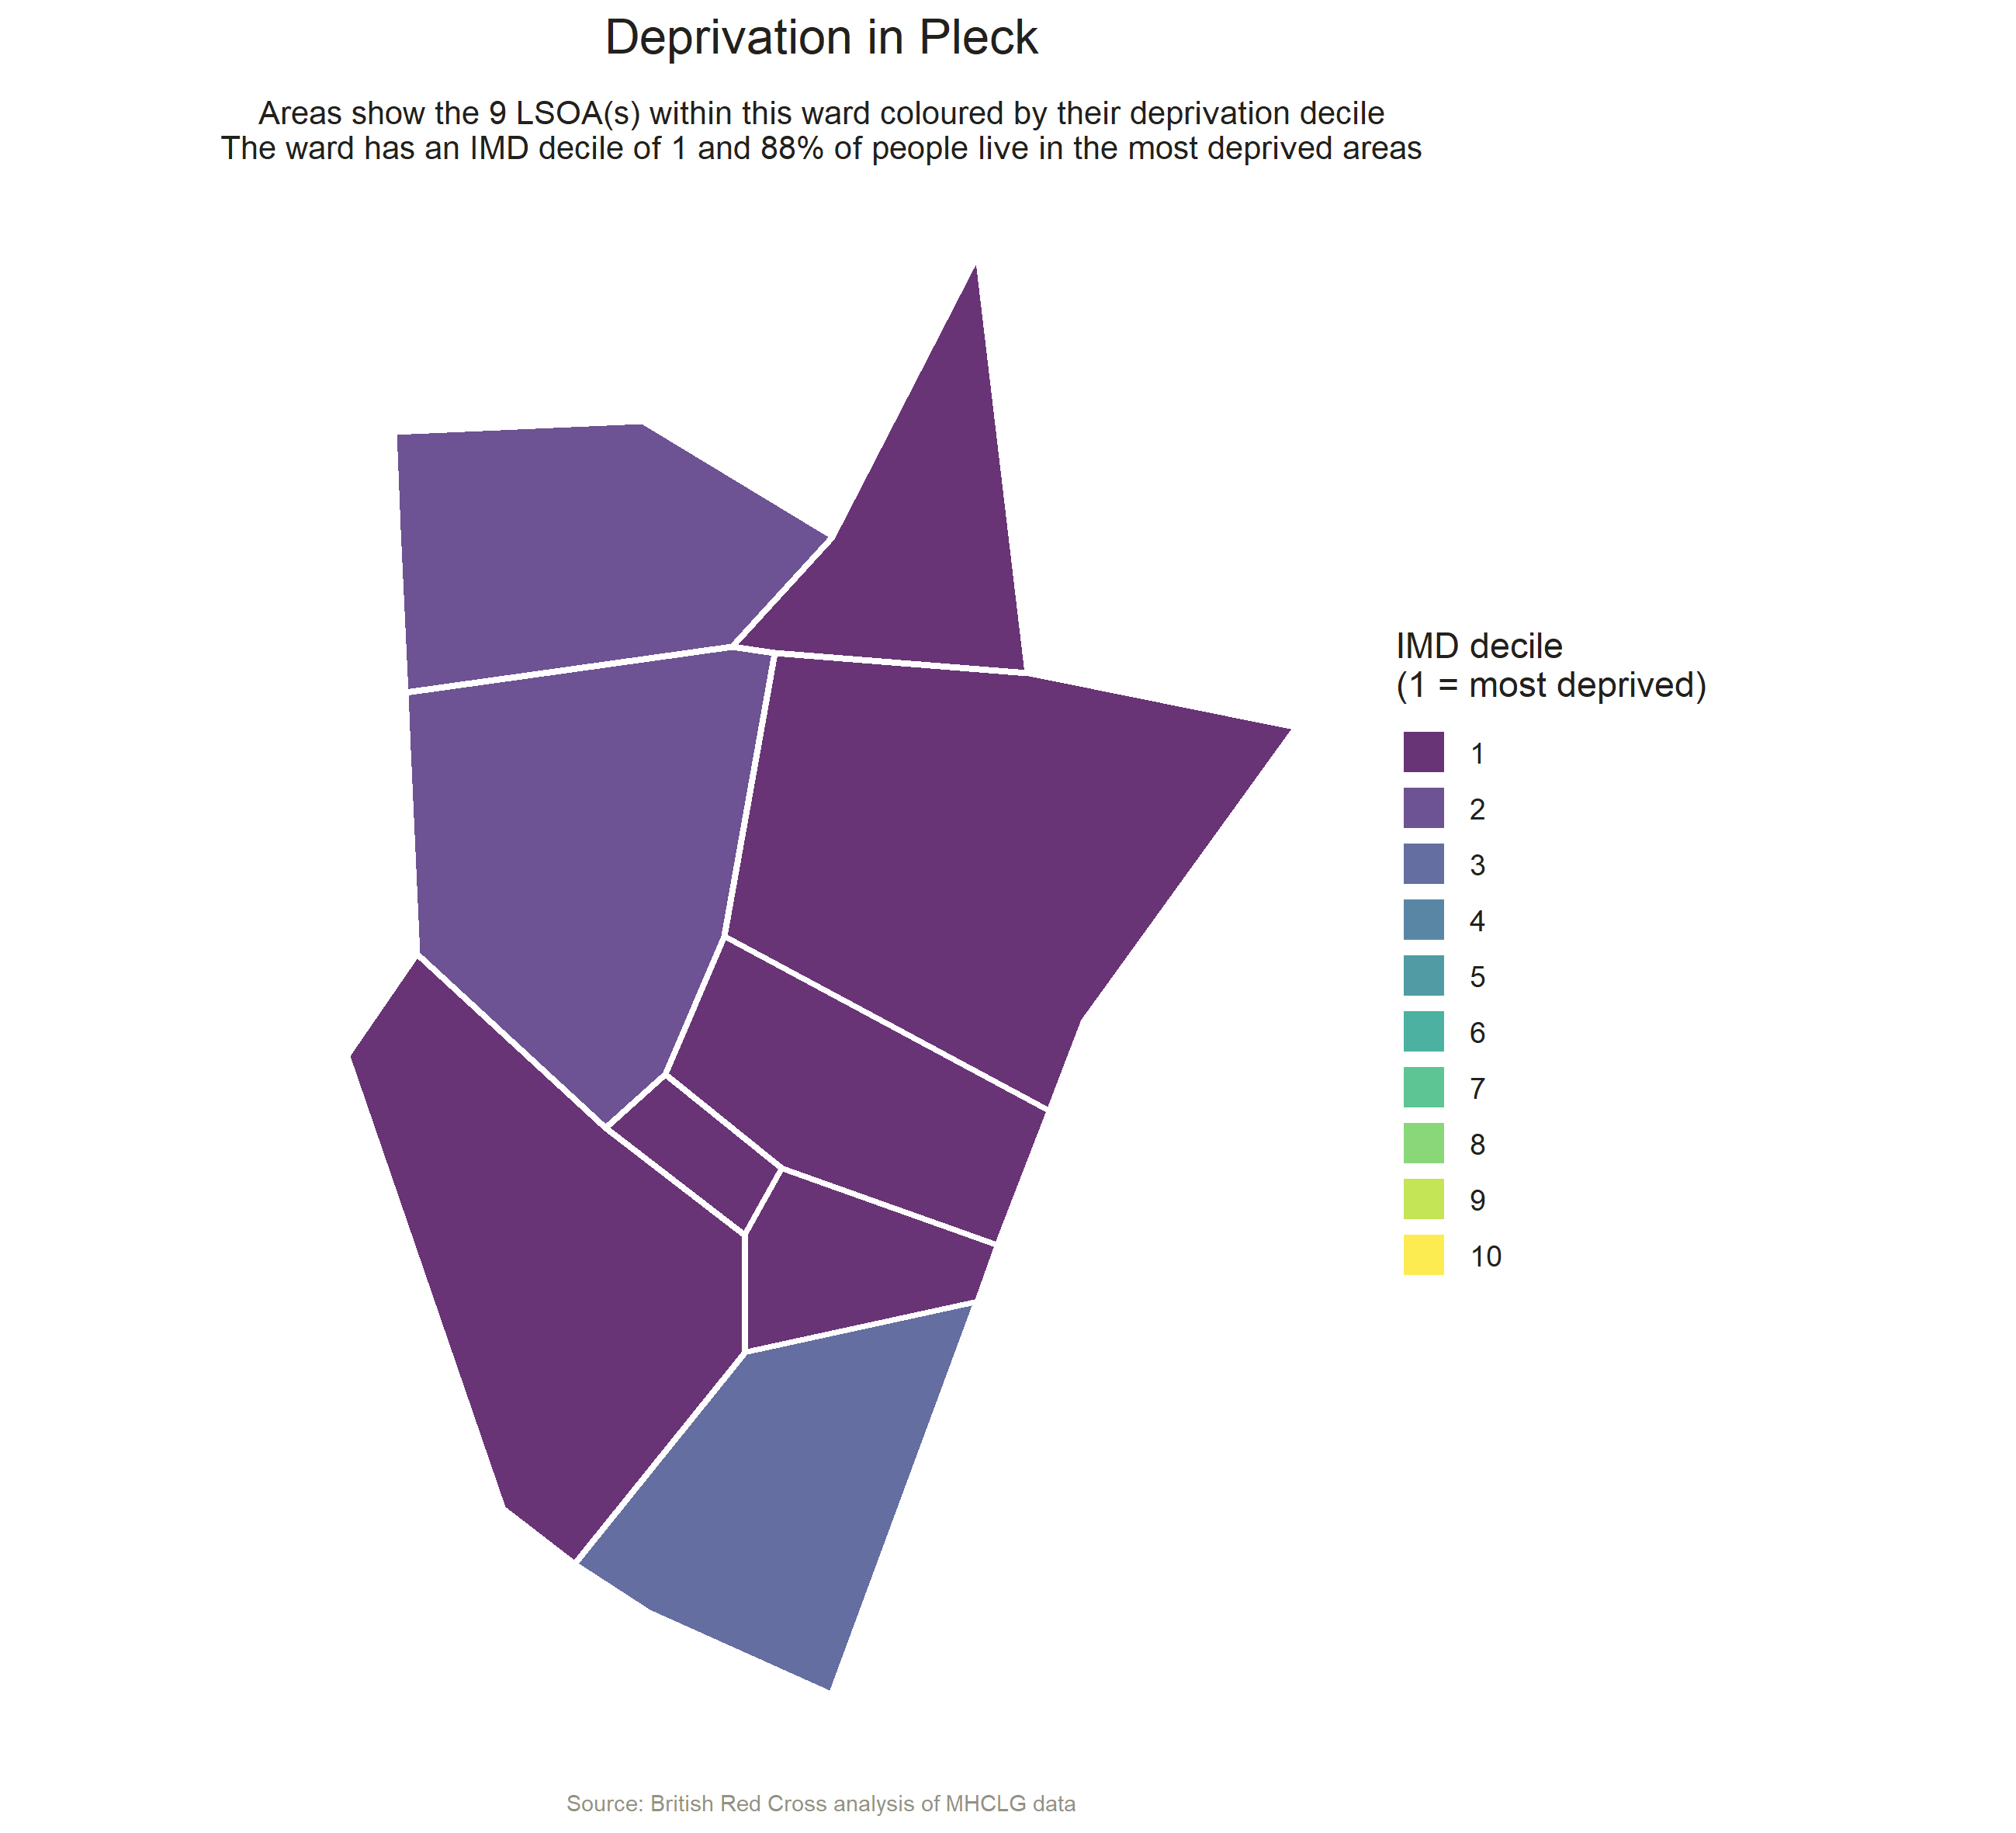 Deprivation in Pleck
Areas show the 9 LSOA(s) within this ward coloured by their deprivation decile
The ward has an IMD decile of 1 and 88% of people live in the most deprived areas
IMD decile
(1 = most deprived)
1
2
3
4
5
6
7
8
9
10
Source: British Red Cross analysis of MHCLG data